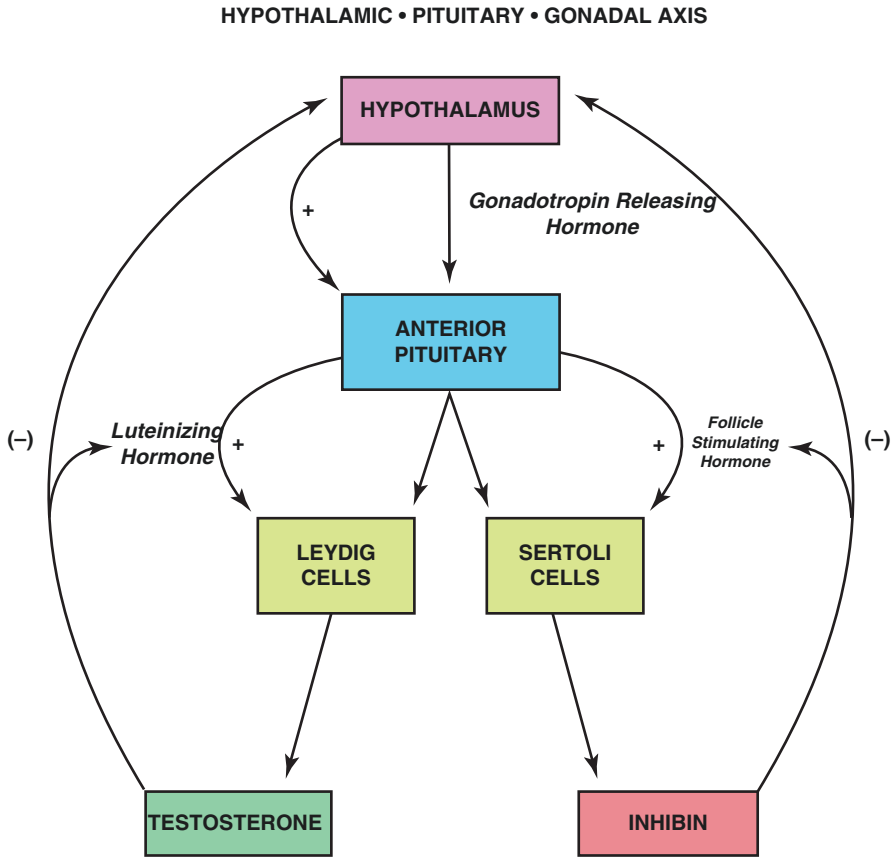 HYPOTHALAMIC • PITUITARY • GONADAL AXIS
HYPOTHALAMUS
+
Gonadotropin Releasing
Hormone
ANTERIOR
PITUITARY
(–)
Luteinizing
Hormone
+
+
Follicle
Stimulating
Hormone
(–)
LEYDIG
CELLS
SERTOLI
CELLS
TESTOSTERONE
INHIBIN